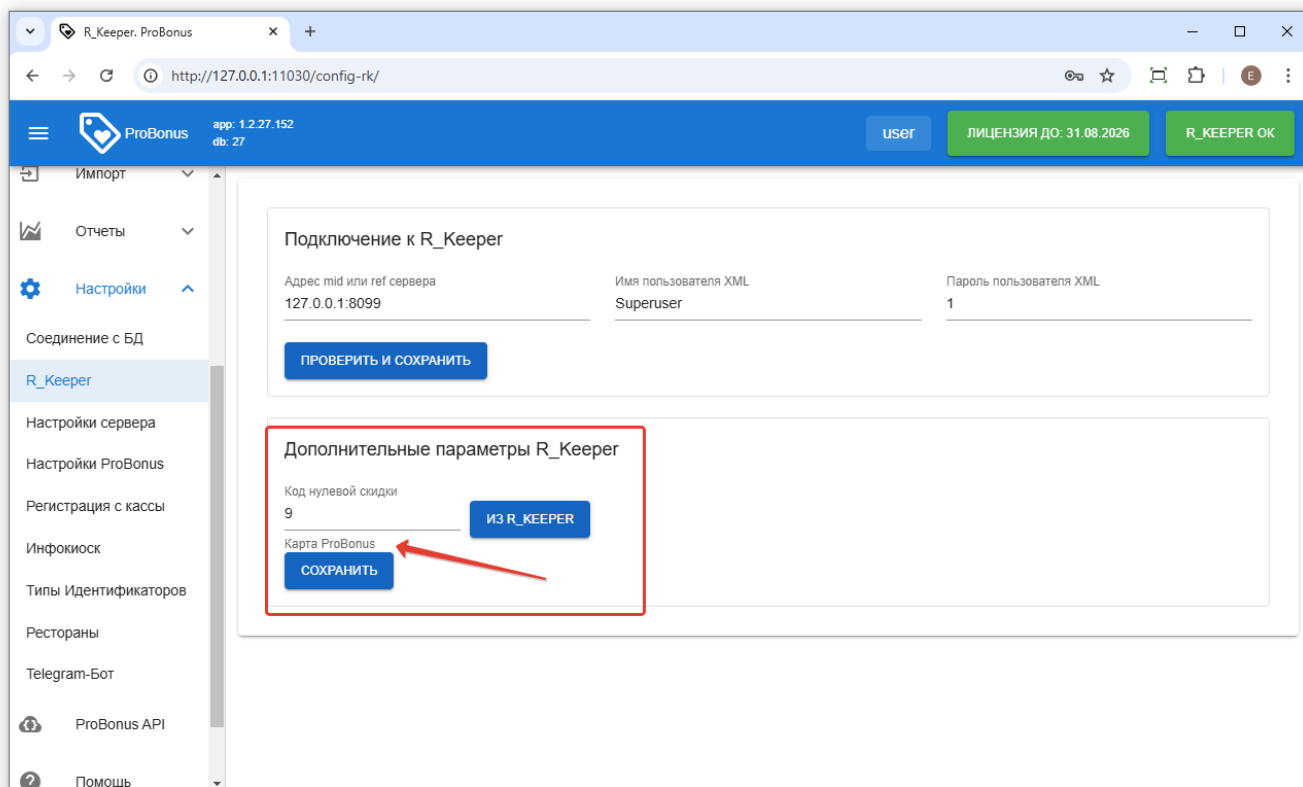 R_Keeper. ProBonus
http://127.0.0.1:11030/config-rk/
E
ProBonus
app: 1.2.27.152
db: 27
user
ЛИЦЕНЗИЯ ДО: 31.08.2026
R_KEEPER OK
Импорт
Отчеты
Настройки
Соединение с БД
R_Keeper
Настройки сервера
Настройки ProBonus
Регистрация с кассы
Инфокиоск
Типы Идентификаторов
Рестораны
Telegram-Бот
ProBonus API
Помощь
Подключение к R_Keeper
Адрес mid или ref сервера
127.0.0.1:8099
Имя пользователя XML
Superuser
Пароль пользователя XML
1
ПРОВЕРИТЬ И СОХРАНИТЬ
Дополнительные параметры R_Keeper
Код нулевой скидки
9
ИЗ R_KEEPER
Карта ProBonus
СОХРАНИТЬ